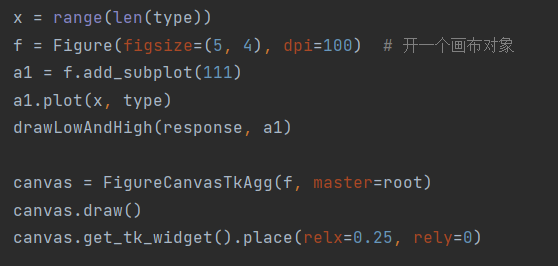 x = range(len(type))
f = Figure(figsize=(5, 4), dpi=100)  # 开一个画布对象
a1 = f.add_subplot(111)
a1.plot(x, type)
drawLowAndHigh(response, a1)

canvas = FigureCanvasTkAgg(f, master=root)
canvas.draw()
canvas.get_tk_widget().place(relx=0.25, rely=0)